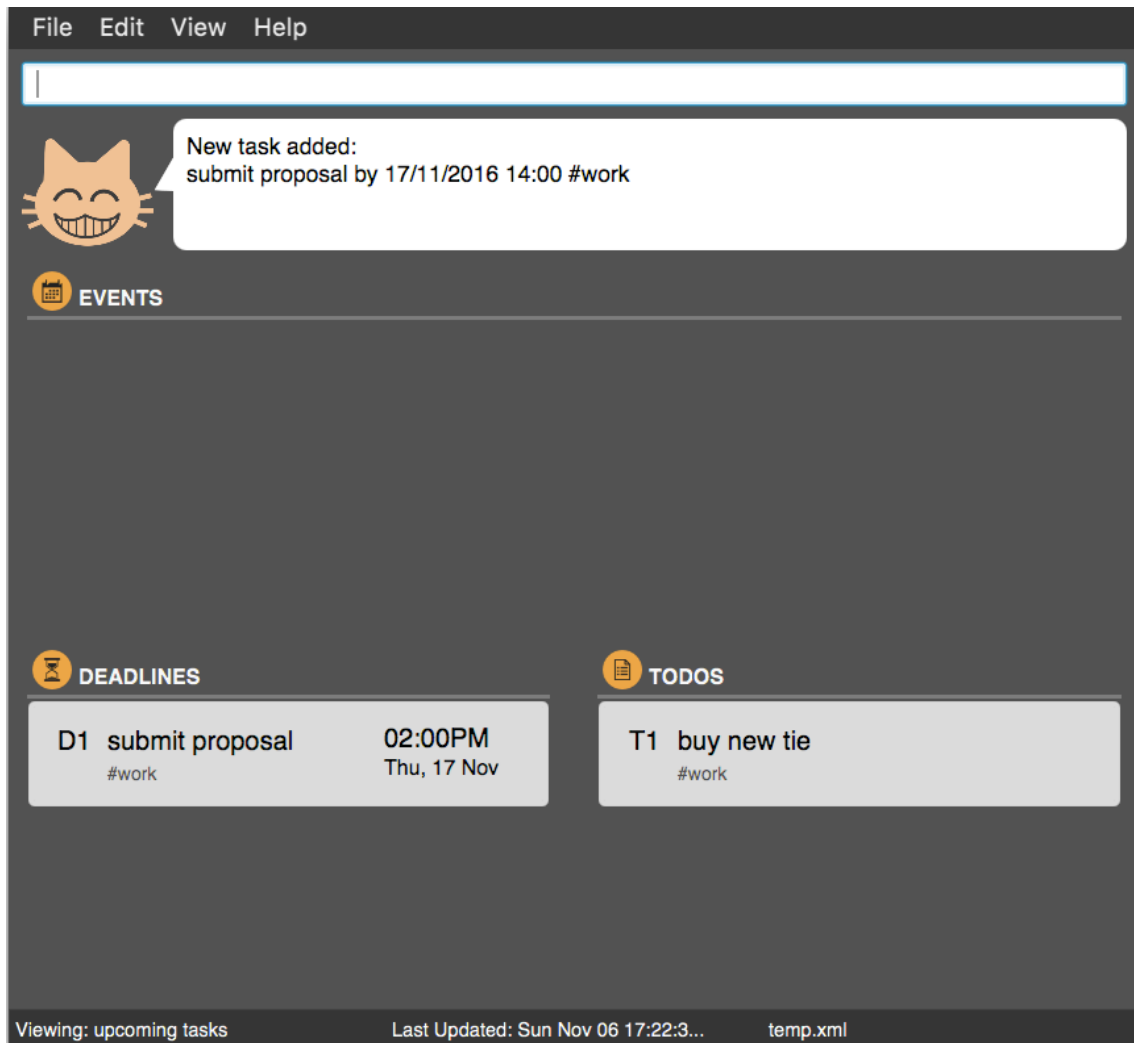 File Edit View Help
New task added:
submit proposal by 17/11/2016 14:00 #work
EVENTS
DEADLINES
D1 submit proposal 02:00PM
#work Thu, 17 Nov
TODOS
T1 buy new tie
#work
Viewing: upcoming tasks Last Updated: Sun Nov 06 17:22:3... temp.xml